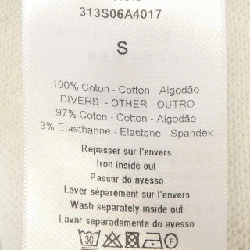 313S06A4017
S
100% Coton - Cotton - Algodão
DIVERS - OTHER OUTRO
97% Coton - Cotton - Algodão
3% Elasthanne - Elastane - Spandex
Repasser sur l'envers
Iron inside out
Passar do avesso
Laver séparement sur l'envers
Wash separately inside out
Lavar separadamente do avesso
30